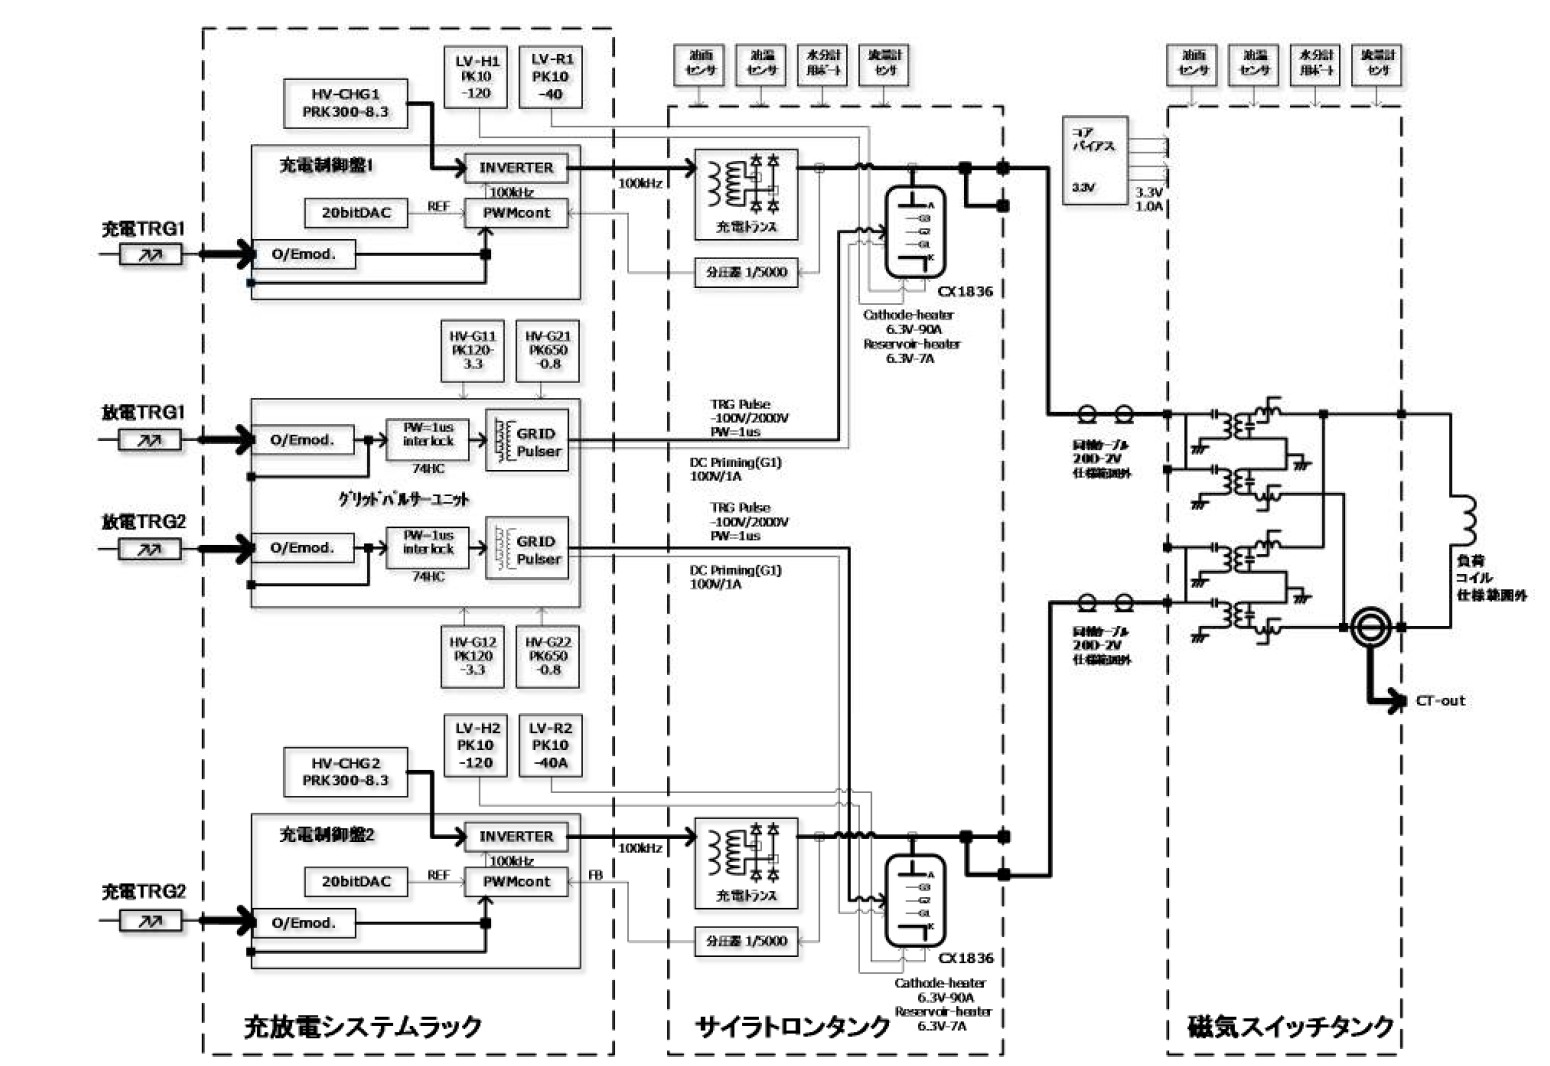 LV-H1
PK10
-120
LV-R1
PK10
-40
油面
センサ
油温
センサ
水分計
用ポート
流量計
センサ
油面
センサ
油温
センサ
水分計
用ポート
流量計
センサ
HV-CHG1
PRK300-8.3
充電制御盤1
INVERTER
100kHz
20bitDAC
REF
PWMcont
O/Emod.
充電TRG1
100kHz
充電トランス
分圧器 1/5000
A
G3
G2
G1
K
CX1836
Cathode-heater
6.3V-90A
Reservoir-heater
6.3V-7A
コア
バイアス
3.3V
3.3V
1.0A
HV-G11
PK120-
3.3
HV-G21
PK650
-0.8
放電TRG1
O/Emod.
PW=1us
interlock
74HC
GRID
Pulser
TRG Pulse
-100V/2000V
PW=1us
DC Priming(G1)
100V/1A
グリッドパルサーユニット
放電TRG2
O/Emod.
PW=1us
interlock
74HC
GRID
Pulser
TRG Pulse
-100V/2000V
PW=1us
DC Priming(G1)
100V/1A
HV-G12
PK120
-3.3
HV-G22
PK650
-0.8
同軸ケーブル
20D-2V
仕様範囲外
同軸ケーブル
20D-2V
仕様範囲外
負荷
コイル
仕様範囲外
CT-out
LV-H2
PK10
-120
LV-R2
PK10
-40A
HV-CHG2
PRK300-8.3
充電制御盤2
INVERTER
100kHz
20bitDAC
REF
PWMcont
FB
O/Emod.
充電TRG2
100kHz
充電トランス
分圧器 1/5000
A
G3
G2
G1
K
CX1836
Cathode-heater
6.3V-90A
Reservoir-heater
6.3V-7A
充放電システムラック
サイラトロンタンク
磁気スイッチタンク